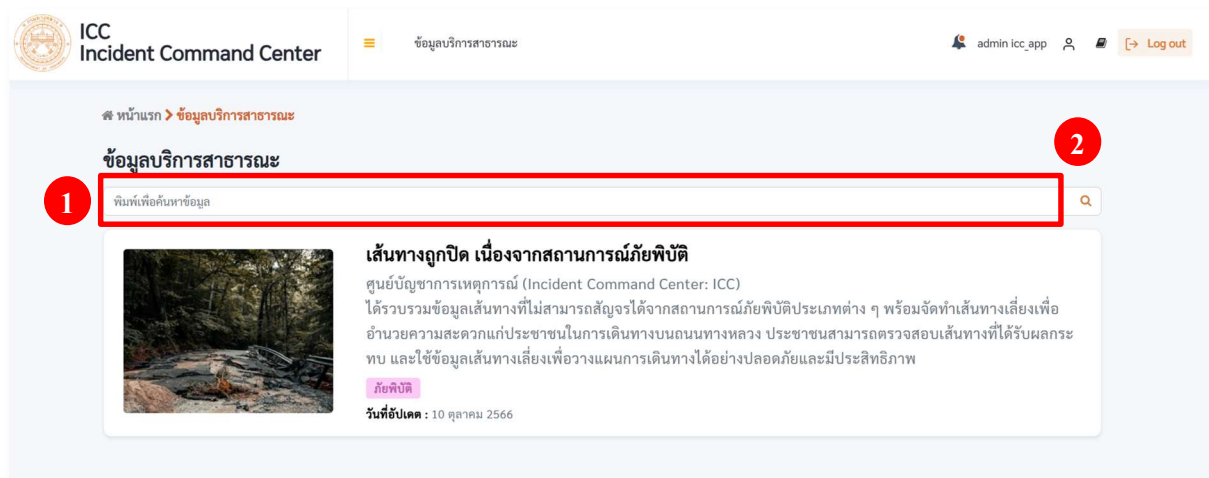 ICC
Incident Command Center
ข้อมูลบริการสาธารณะ
admin icc_app
Log out
หน้าแรก > ข้อมูลบริการสาธารณะ
2
ข้อมูลบริการสาธารณะ
1
พิมพ์เพื่อค้นหาข้อมูล
เส้นทางถูกปิด เนื่องจากสถานการณ์ภัยพิบัติ
ศูนย์บัญชาการเหตุการณ์ (Incident Command Center: ICC)
ได้รวบรวมข้อมูลเส้นทางที่ไม่สามารถสัญจรได้จากสถานการณ์ภัยพิบัติประเภทต่าง ๆ พร้อมจัดทำเส้นทางเลี่ยงเพื่อ
อำนวยความสะดวกแก่ประชาชนในการเดินทางบนถนนทางหลวง ประชาชนสามารถตรวจสอบเส้นทางที่ได้รับผลกระ
ทบ และใช้ข้อมูลเส้นทางเลี่ยงเพื่อวางแผนการเดินทางได้อย่างปลอดภัยและมีประสิทธิภาพ
ภัยพิบัติ
วันที่อัปเดต : 10 ตุลาคม 2566